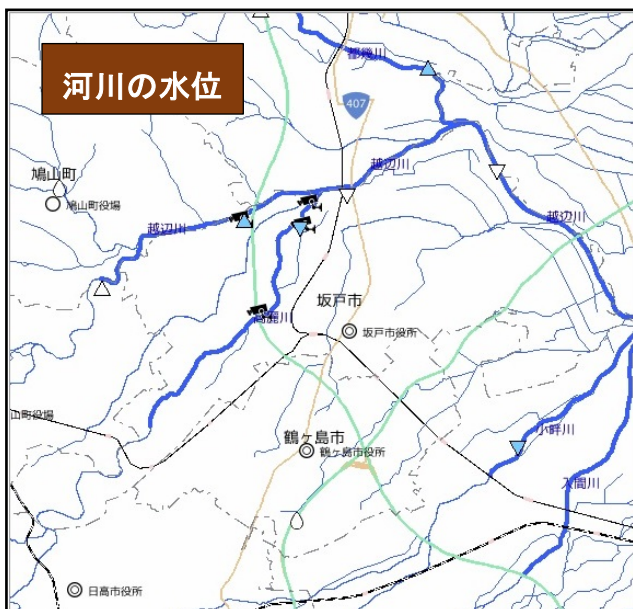 河川の水位
都幾川
407
鳩山町
鳩山町役場
越辺川
越辺川
越辺川
坂戸市
坂戸市役所
高麗川
山町役場
鶴ヶ島市
鶴ヶ島市役所
小畔川
入間川
日高市役所